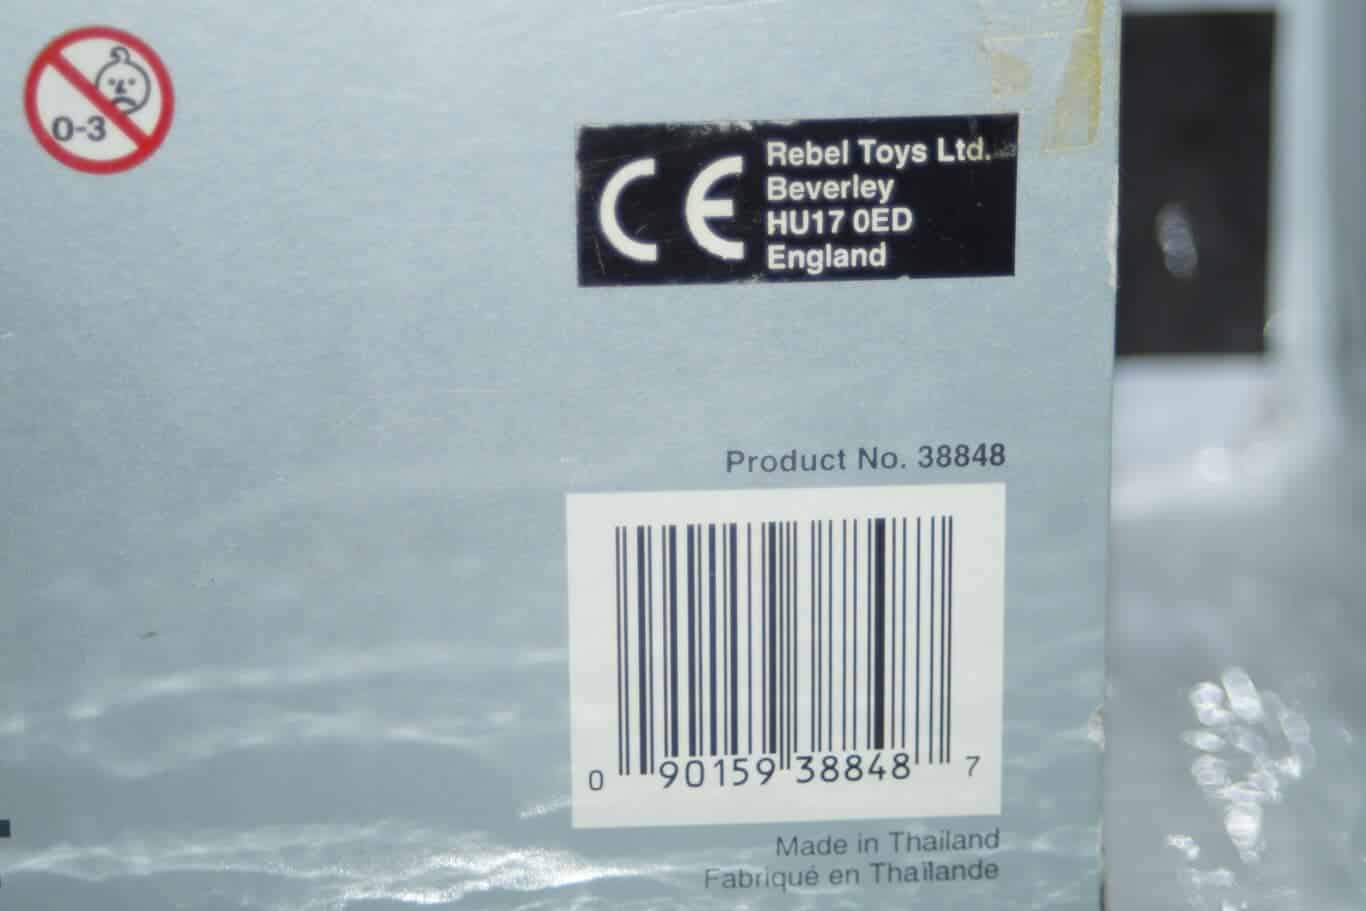 0-3
CE
Rebel Toys Ltd.
Beverley
HU17 0ED
England
Product No. 38848
0 90159 38848 7
Made in Thailand
Fabriqué en Thaïlande